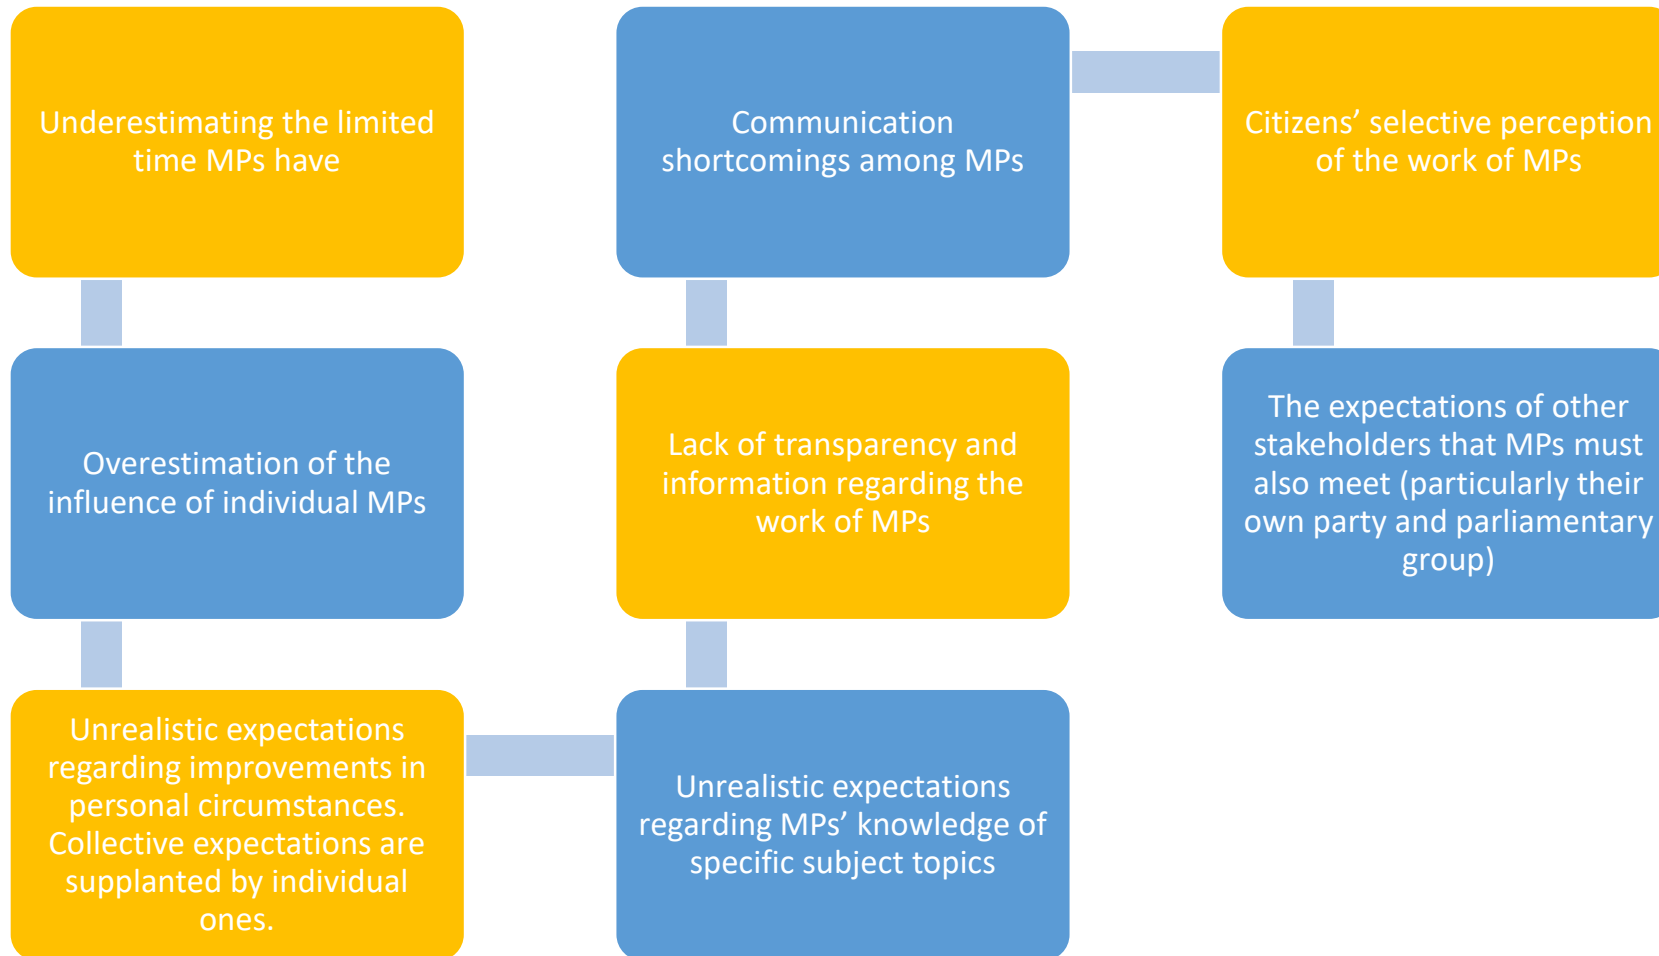 Underestimating the limited
time MPs have
Overestimation of the
influence of individual MPs
Unrealistic expectations
regarding improvements in
personal circumstances.
Collective expectations are
supplanted by individual
ones.
Unrealistic expectations
regarding MPs’ knowledge of
specific subject topics
Lack of transparency and
information regarding the
work of MPs
Communication
shortcomings among MPs
Citizens’ selective perception
of the work of MPs
The expectations of other
stakeholders that MPs must
also meet (particularly their
own party and parliamentary
group)